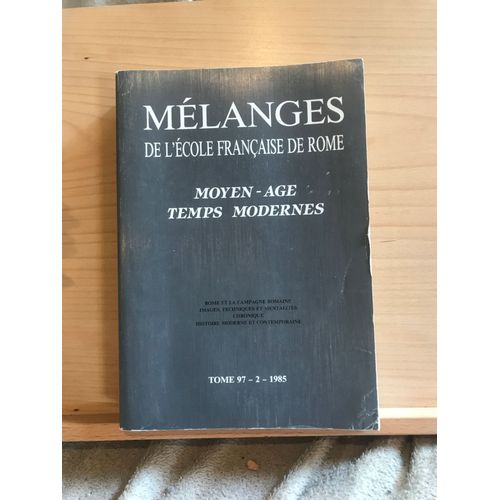 MÉLANGES
DE L'ÉCOLE FRANÇAISE DE ROME
MOYEN-AGE
TEMPS MODERNES
ROME ET LA CAMPAGNE ROMAINE
IMAGES, TECHNIQUES ET MENTALITÉS
CHRONIQUE
HISTOIRE MODERNE ET CONTEMPORAINE
TOME 97 - 2 - 1985